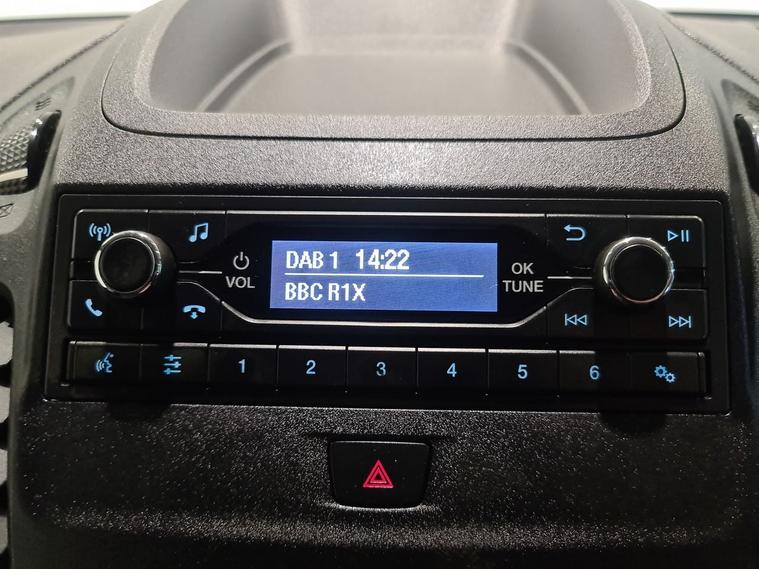 DAB 1 14:22
BBC R1X
VOL
OK
TUNE
1 2 3 4 5 6